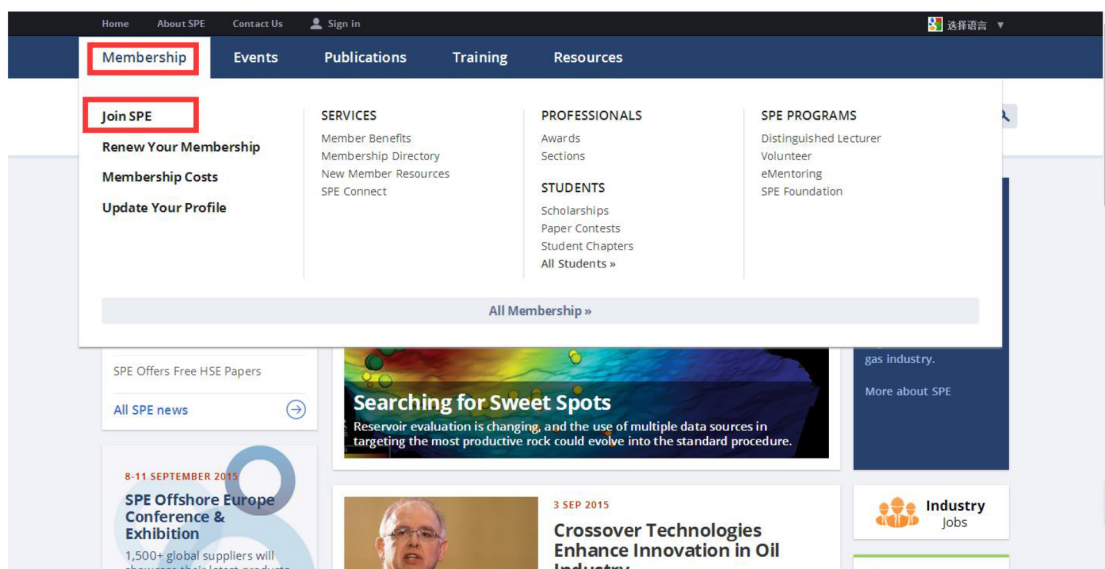 Home About SPE Contact Us Sign in 选择语言 ▼
Membership Events Publications Training Resources
Join SPE
Renew Your Membership
Membership Costs
Update Your Profile
SERVICES
Member Benefits
Membership Directory
New Member Resources
SPE Connect
PROFESSIONALS
Awards
Sections
STUDENTS
Scholarships
Paper Contests
Student Chapters
All Students »
SPE PROGRAMS
Distinguished Lecturer
Volunteer
eMentoring
SPE Foundation
All Membership »
SPE Offers Free HSE Papers
All SPE news
8-11 SEPTEMBER 2015
SPE Offshore Europe
Conference &
Exhibition
1,500+ global suppliers will
Searching for Sweet Spots
Reservoir evaluation is changing, and the use of multiple data sources in
targeting the most productive rock could evolve into the standard procedure.
3 SEP 2015
Crossover Technologies
Enhance Innovation in Oil
gas industry.
More about SPE
Industry
Jobs